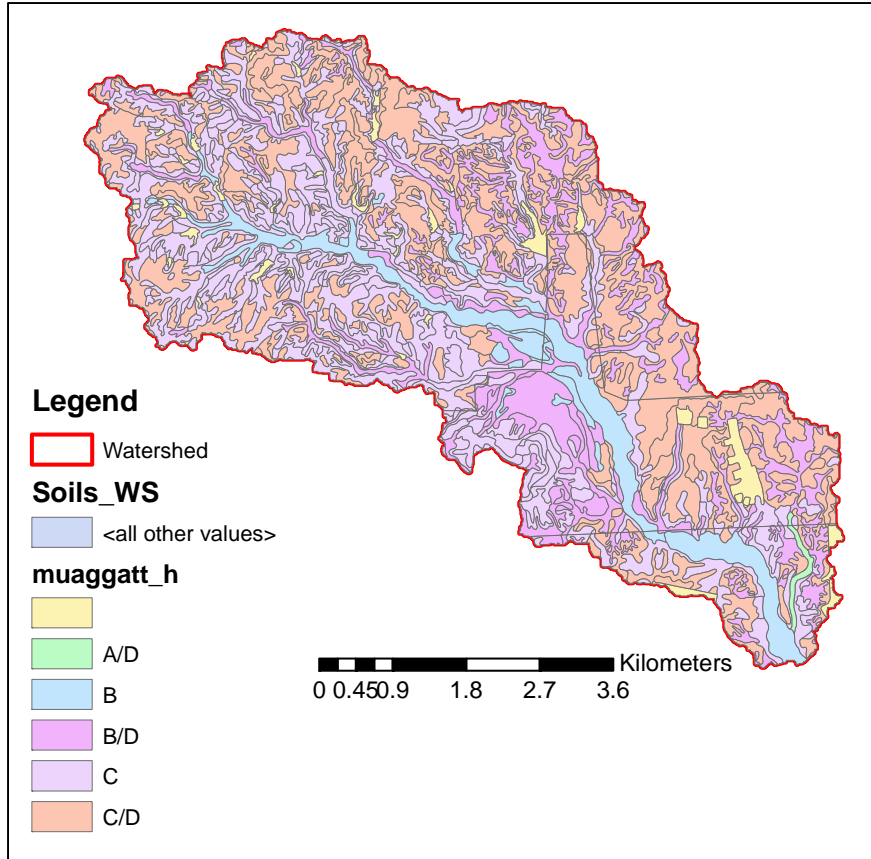 Legend
Watershed
Soils_WS
<all other values>
muaggatt_h
A/D
B
B/D
C
C/D
Kilometers
0 0.450.9 1.8 2.7 3.6